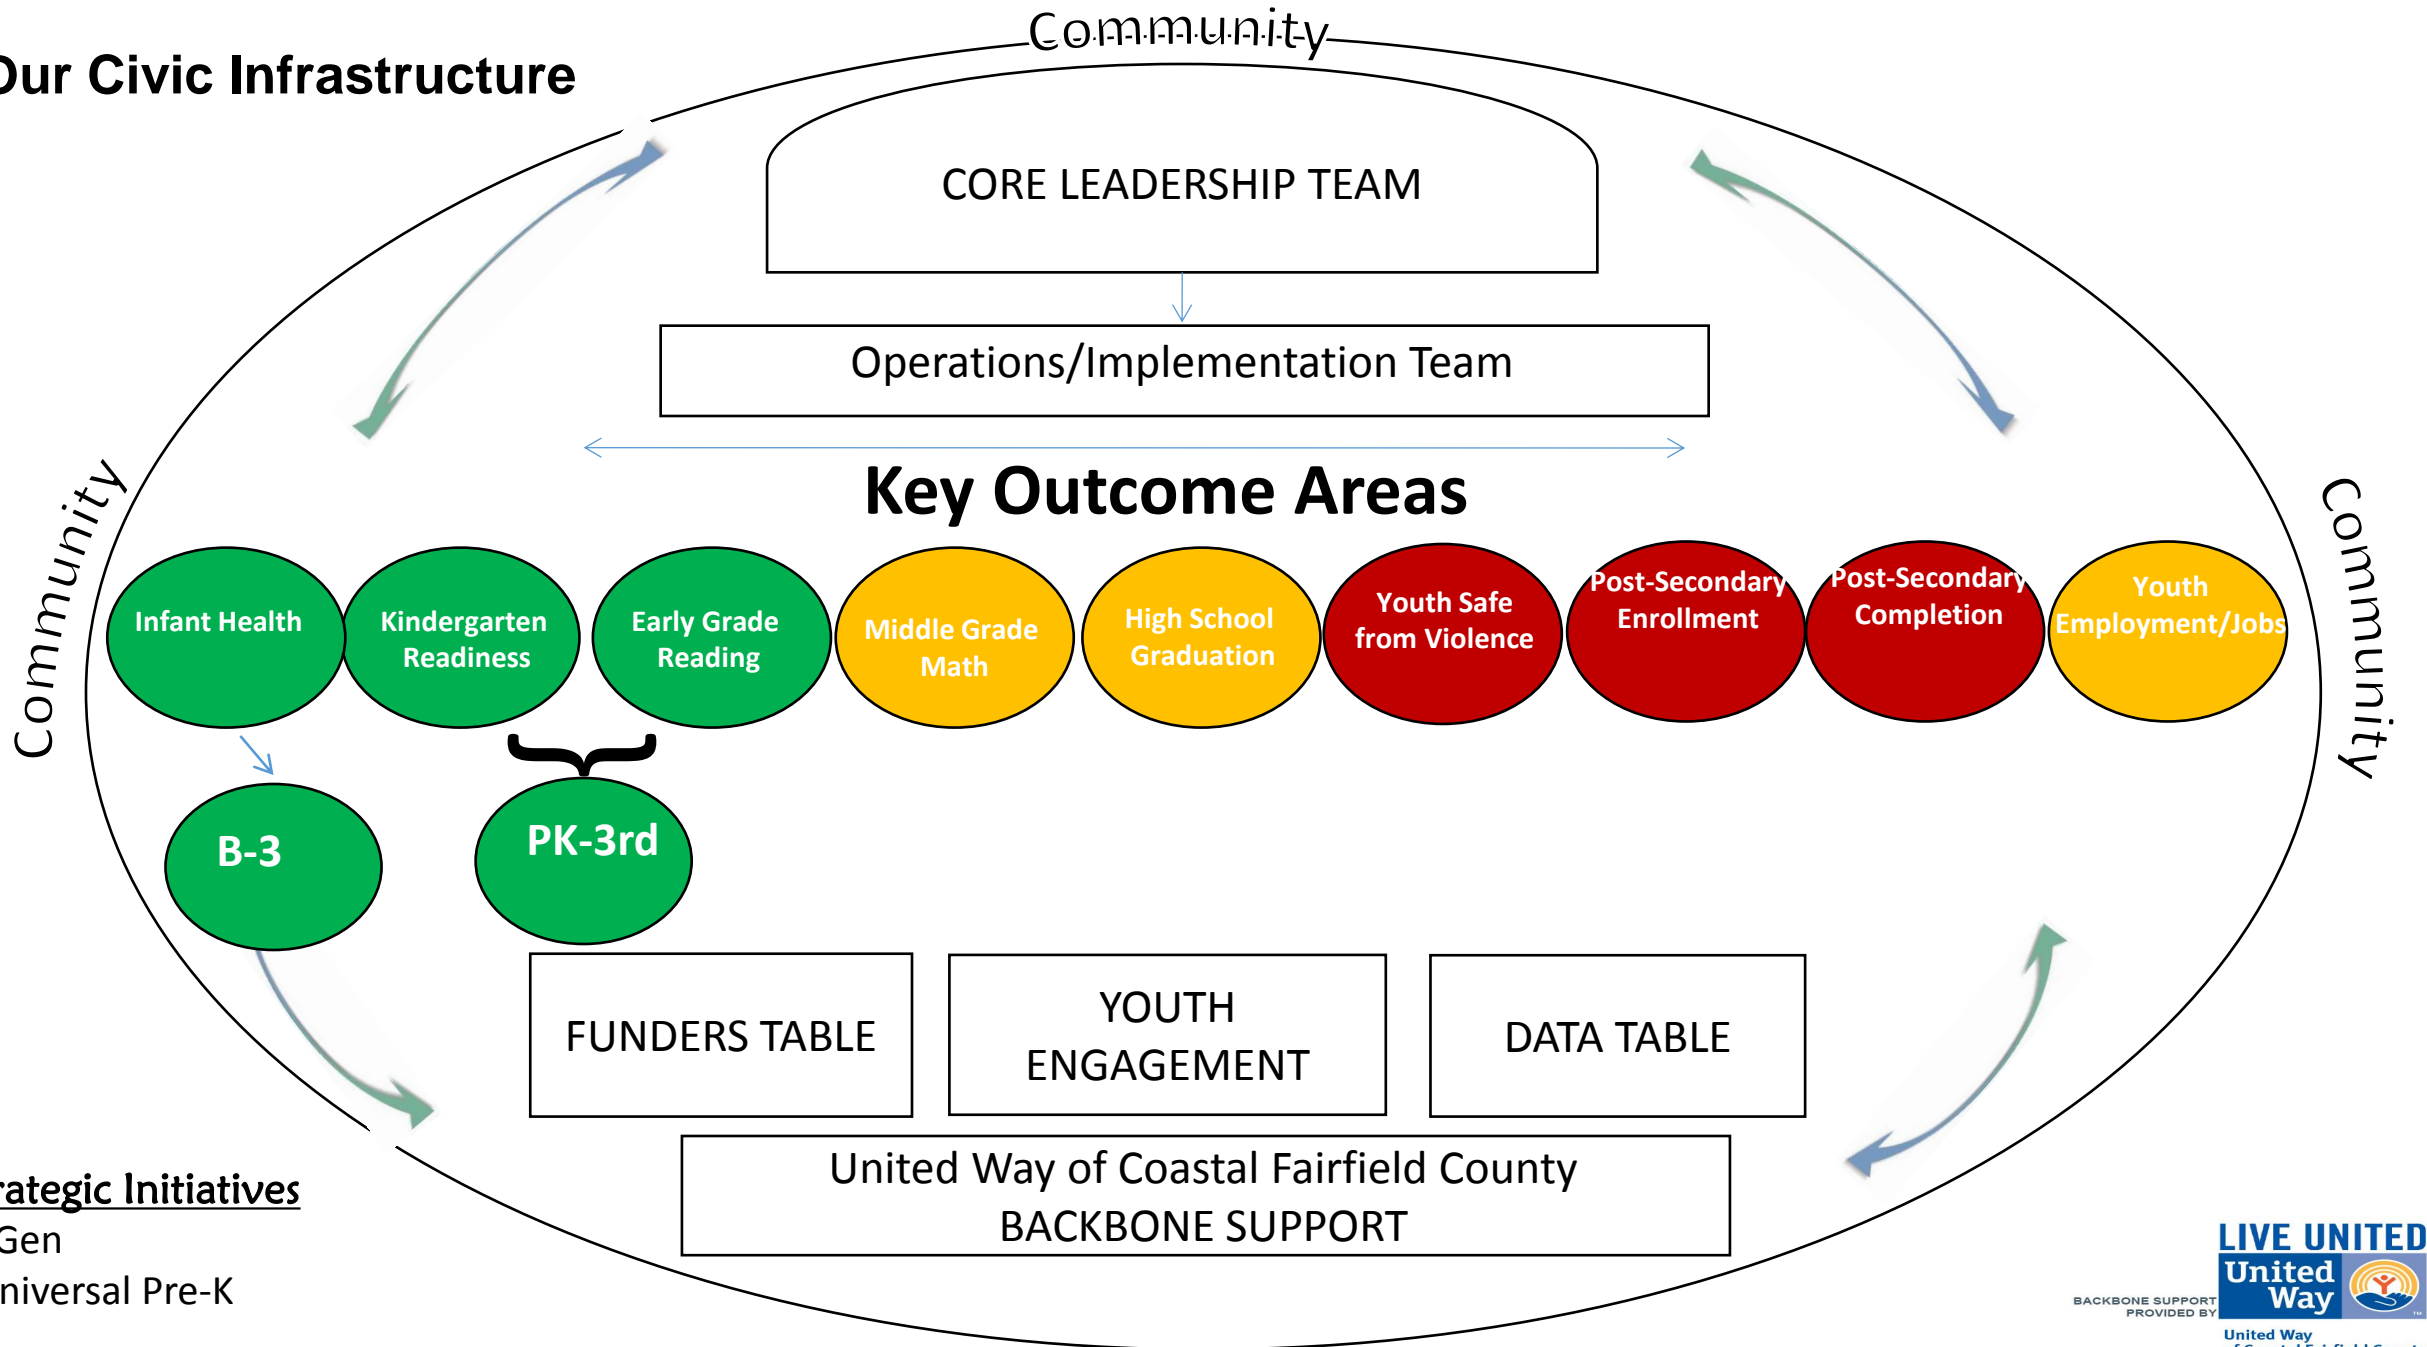 Community
Our Civic Infrastructure
CORE LEADERSHIP TEAM
Operations/Implementation Team
Key Outcome Areas
Community
Community
Infant Health
Kindergarten
Readiness
Early Grade
Reading
Middle Grade
Math
High School
Graduation
Youth Safe
from Violence
Post-Secondary
Enrollment
Post-Secondary
Completion
Youth
Employment/Jobs
B-3
PK-3rd
FUNDERS TABLE
YOUTH
ENGAGEMENT
DATA TABLE
United Way of Coastal Fairfield County
BACKBONE SUPPORT
rategic Initiatives
Gen
niversal Pre-K
LIVE UNITED
United
Way
BACKBONE SUPPORT
PROVIDED BY
United Way